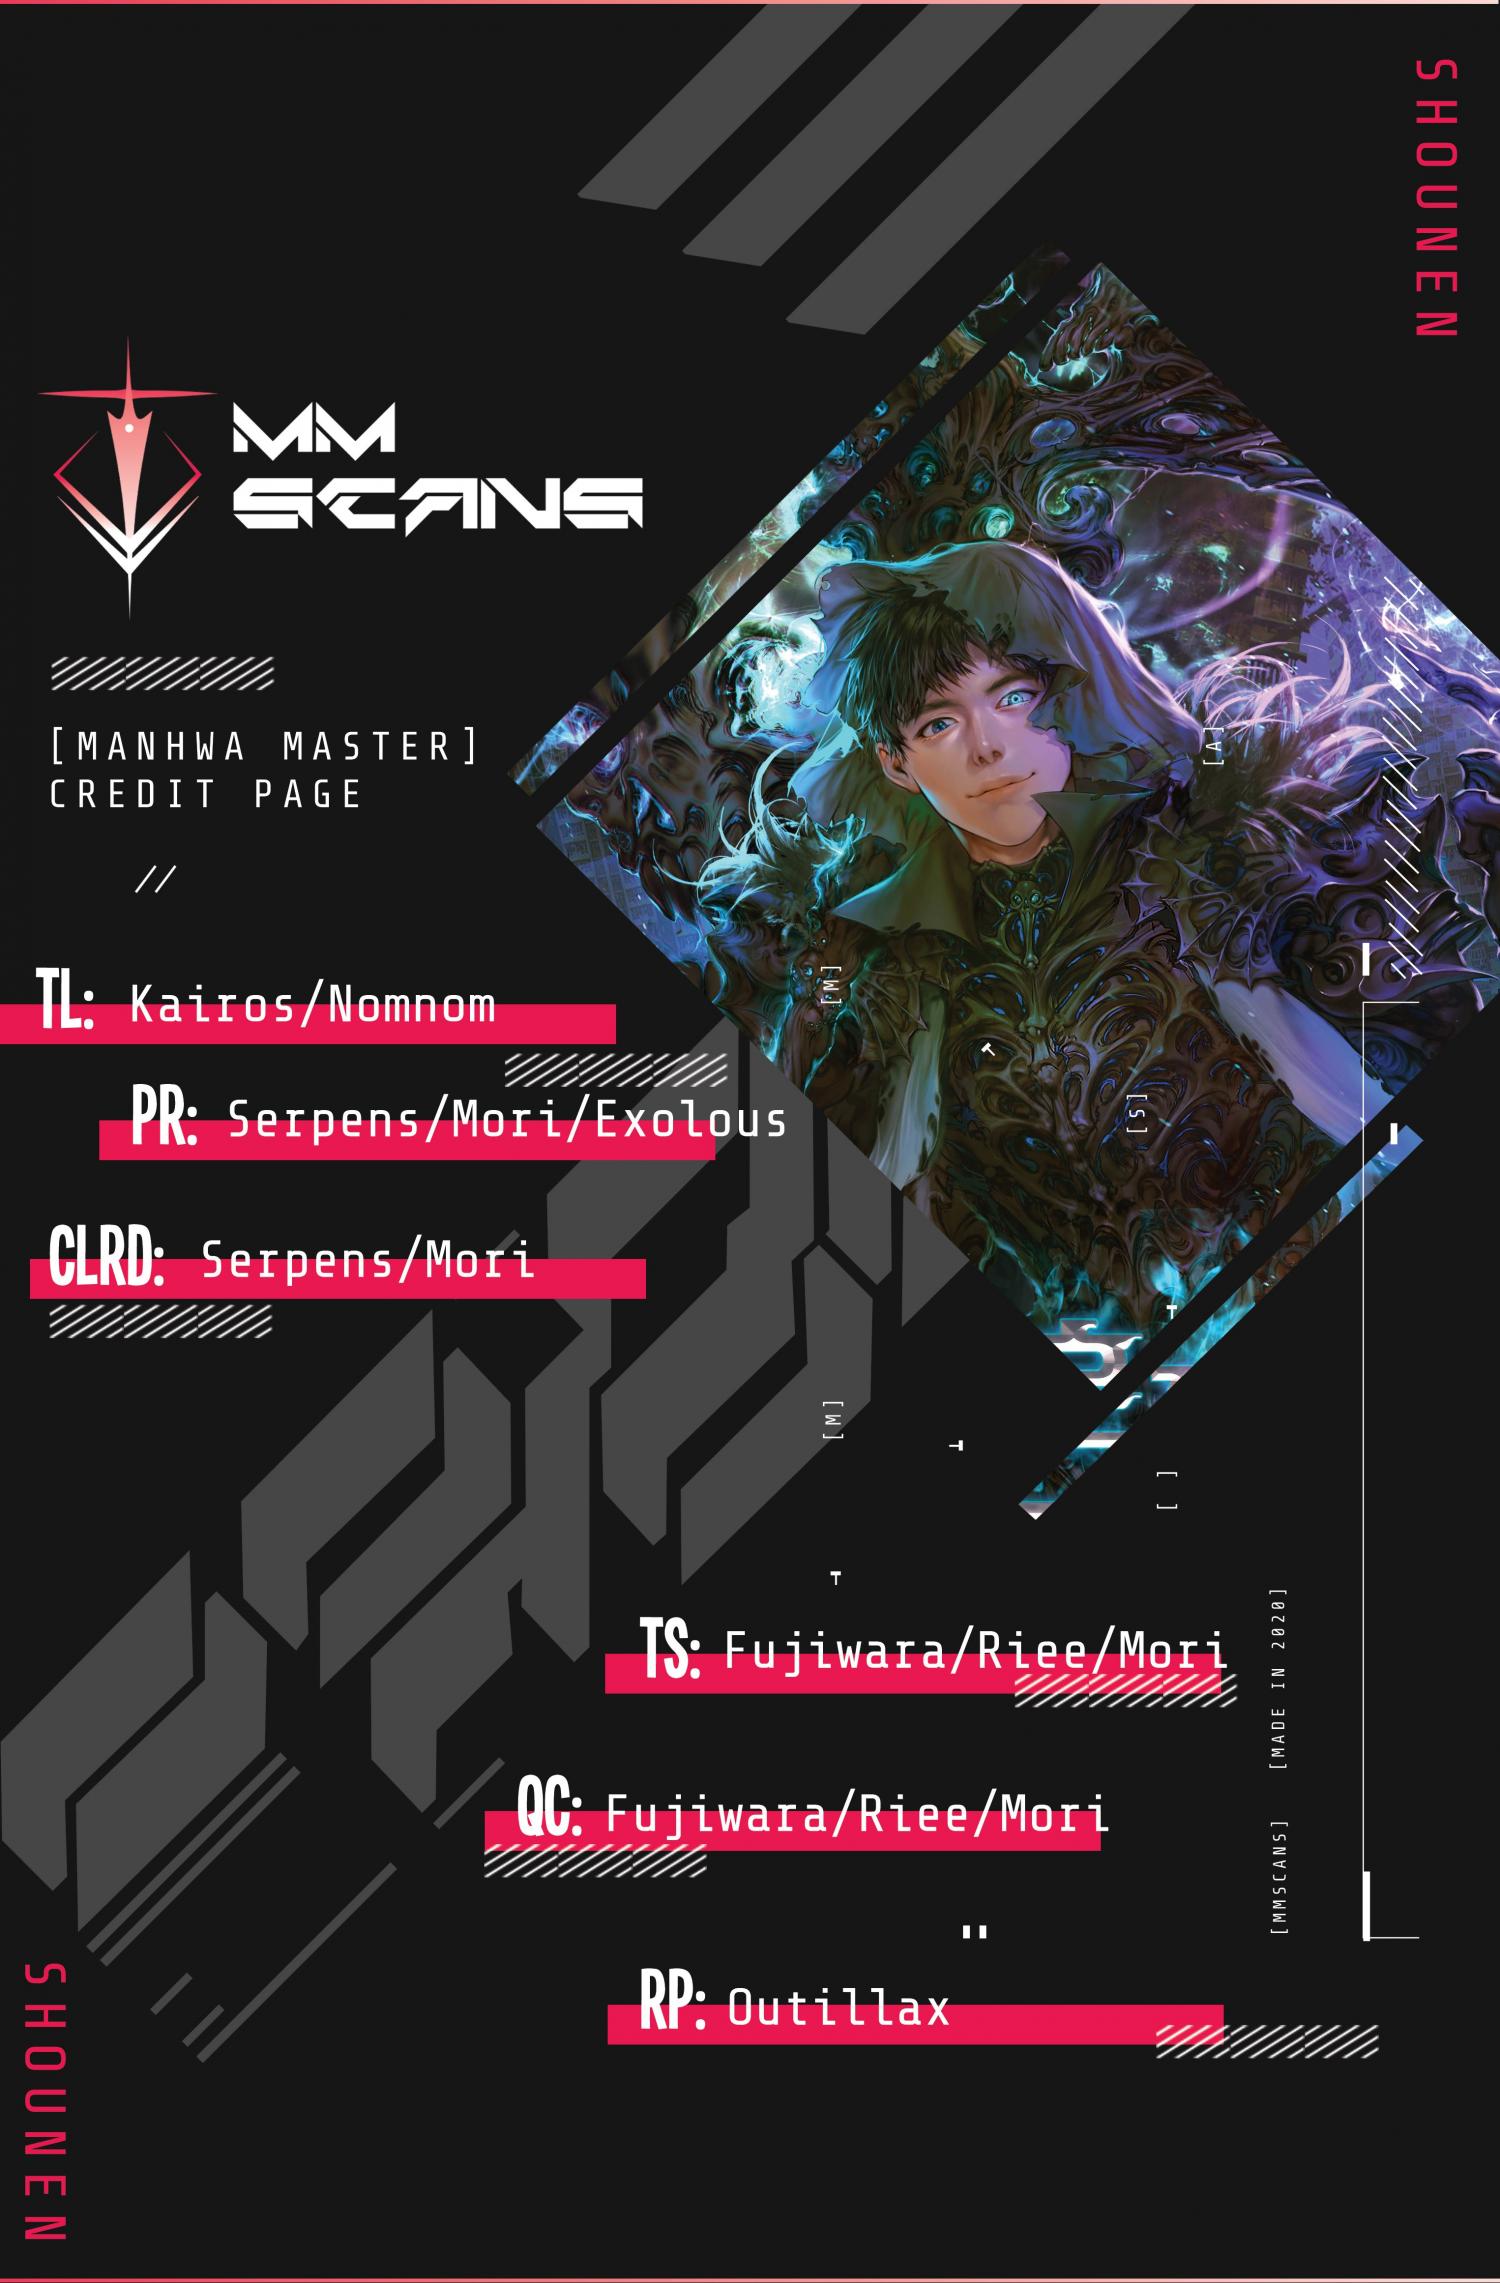 SHOUNEN
MM
SCANS
[MANHWA MASTER]
CREDIT PAGE
//
[A]
[M]
TL: Kairos/Nomnom
T
[S]
PR: Serpens/Mori/Exolous
CLRD: Serpens/Mori
T
[M]
T
[ ]
T
TS: Fujiwara/Riee/Mori
[MADE IN 2020]
QC: Fujiwara/Riee/Mori
[MMSCANS]
RP: Outillax
SHOUNEN